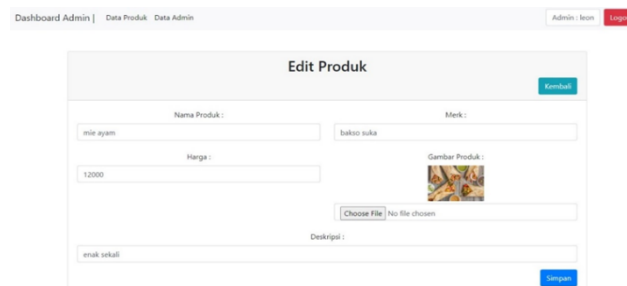 Dashboard Admin | Data Produk Data Admin Admin : leon Logo
Edit Produk
Kembali
Nama Produk : Merk :
mie ayam bakso suka
Harga : Gambar Produk :
12000
Choose File No file chosen
Deskripsi :
enak sekali
Simpan